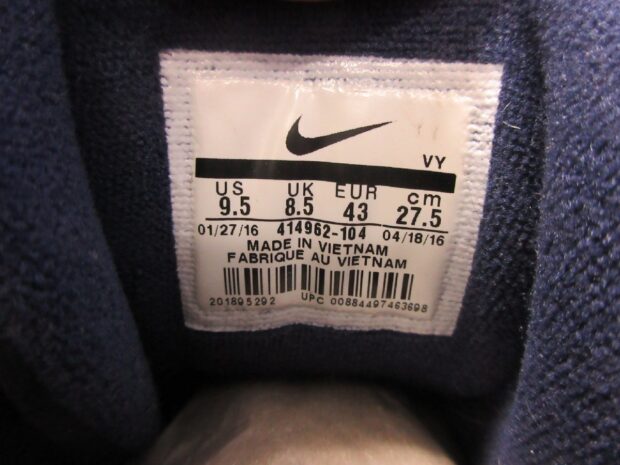 VY
US UK EUR cm
9.5 8.5 43 27.5
01/27/16 414962-104 04/18/16
MADE IN VIETNAM
FABRIQUE AU VIETNAM
201895292 UPC 00884497463698